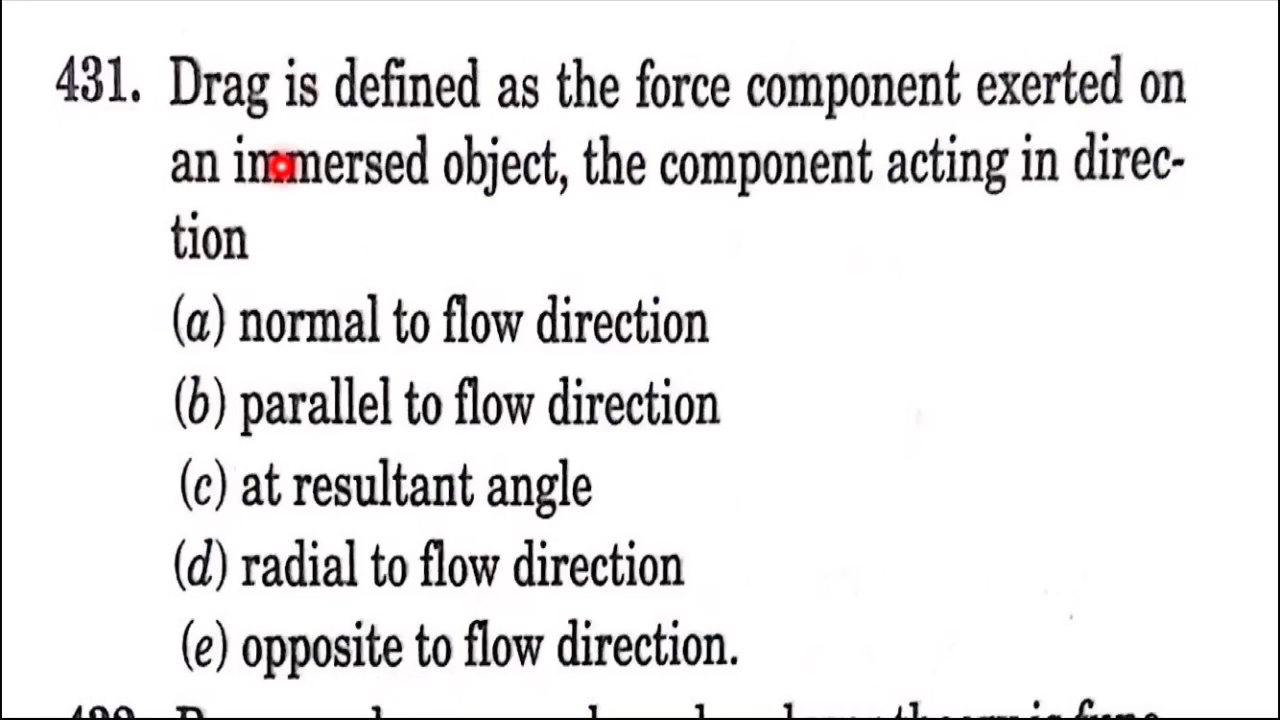 431. Drag is defined as the force component exerted on
an immersed object, the component acting in direc-
tion
(a) normal to flow direction
(b) parallel to flow direction
(c) at resultant angle
(d) radial to flow direction
(e) opposite to flow direction.